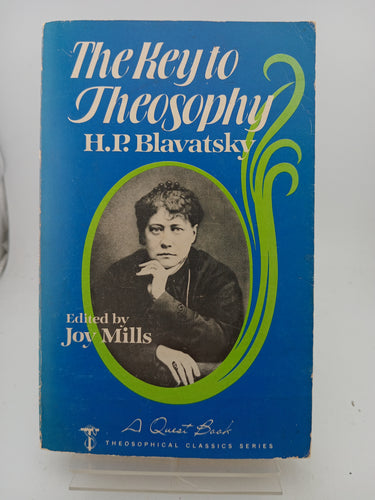 The Key to
Theosophy
H.P. Blavatsky
Edited by
Joy Mills
A Quest Book
THEOSOPHICAL CLASSICS SERIES